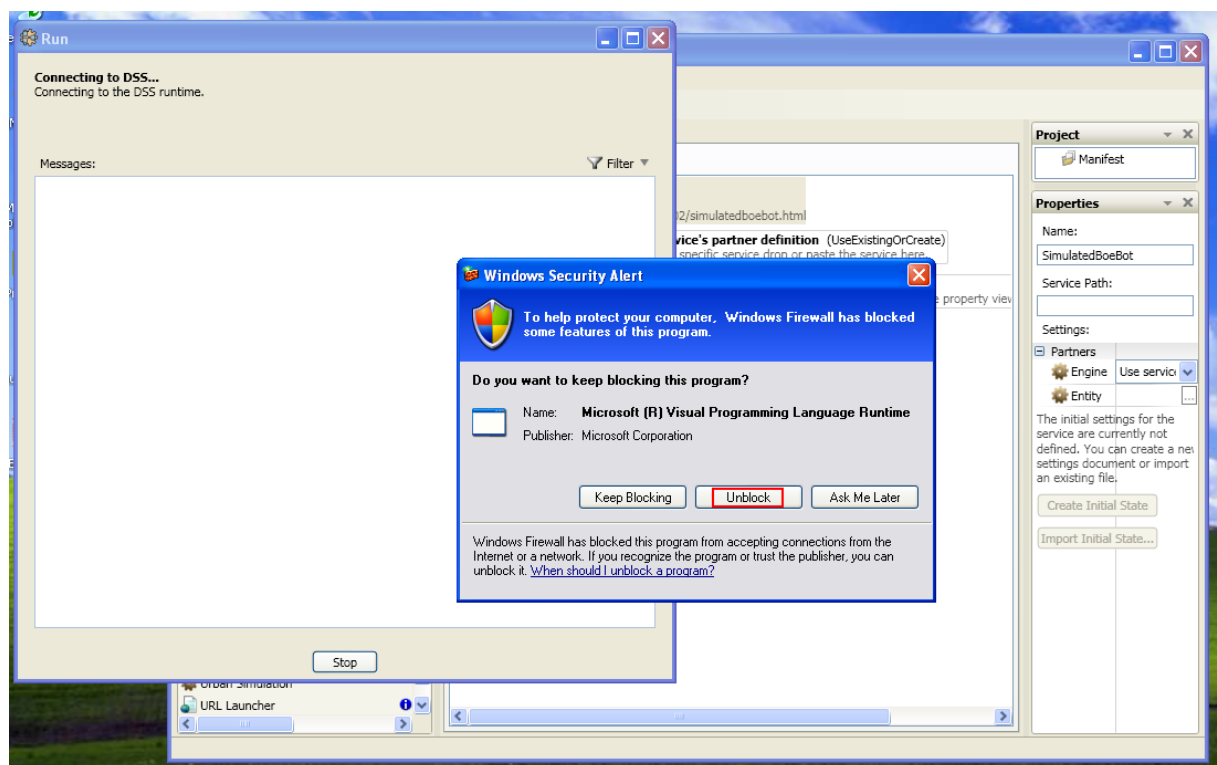 Run
Connecting to DSS...
Connecting to the DSS runtime.
Messages:
Filter
/simulatedboebot.html
vice's partner definition (UseExistingOrCreate)
specific service drop or paste the service here
property view
Windows Security Alert
To help protect your computer, Windows Firewall has blocked
some features of this program.
Do you want to keep blocking this program?
Name: Microsoft (R) Visual Programming Language Runtime
Publisher: Microsoft Corporation
Keep Blocking
Unblock
Ask Me Later
Windows Firewall has blocked this program from accepting connections from the
Internet or a network. If you recognize the program or trust the publisher, you can
unblock it. When should I unblock a program?
Stop
Urban Simulation
URL Launcher
Project
Manifest
Properties
Name:
SimulatedBoeBot
Service Path:
Settings:
Partners
Engine Use servic
Entity ...
The initial settings for the
service are currently not
defined. You can create a new
settings document or import
an existing file.
Create Initial State
Import Initial State...